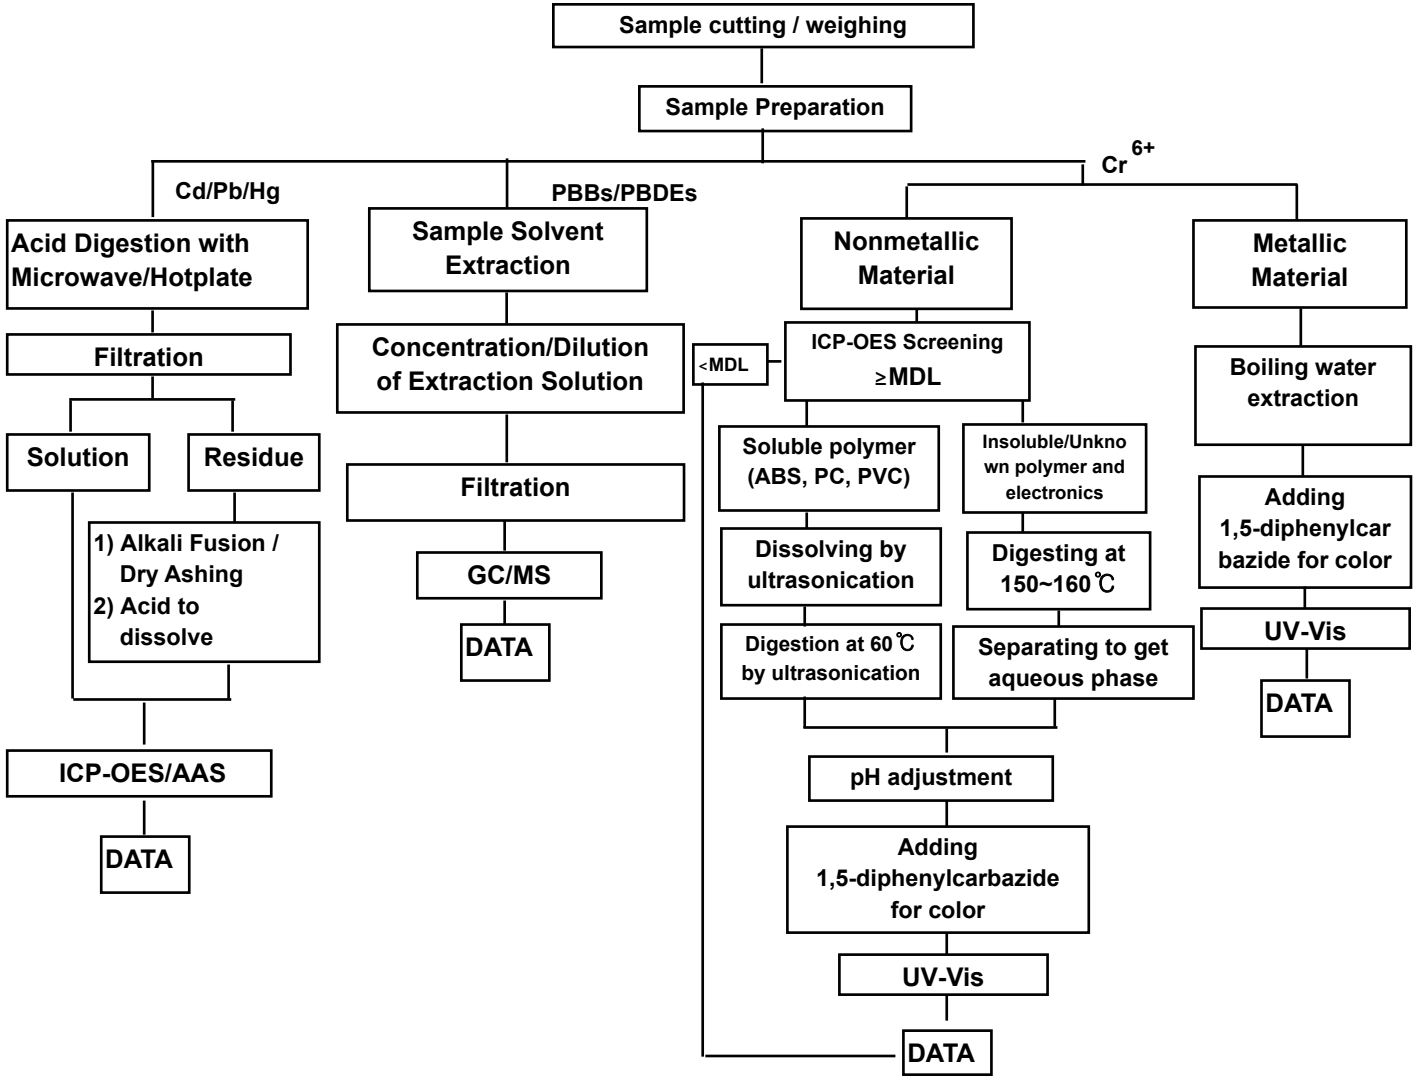 Sample cutting / weighing
Sample Preparation
Cd/Pb/Hg
Acid Digestion with
Microwave/Hotplate
Filtration
Solution
Residue
1) Alkali Fusion /
Dry Ashing
2) Acid to
dissolve
ICP-OES/AAS
DATA
PBBs/PBDEs
Sample Solvent
Extraction
Concentration/Dilution
of Extraction Solution
Filtration
GC/MS
DATA
Cr 6+
Nonmetallic
Material
ICP-OES Screening
≥MDL
<MDL
Soluble polymer
(ABS, PC, PVC)
Dissolving by
ultrasonication
Digestion at 60℃
by ultrasonication
Insoluble/Unkno
wn polymer and
electronics
Digesting at
150~160℃
Separating to get
aqueous phase
pH adjustment
Adding
1,5-diphenylcarbazide
for color
UV-Vis
DATA
Metallic
Material
Boiling water
extraction
Adding
1,5-diphenylcar
bazide for color
UV-Vis
DATA